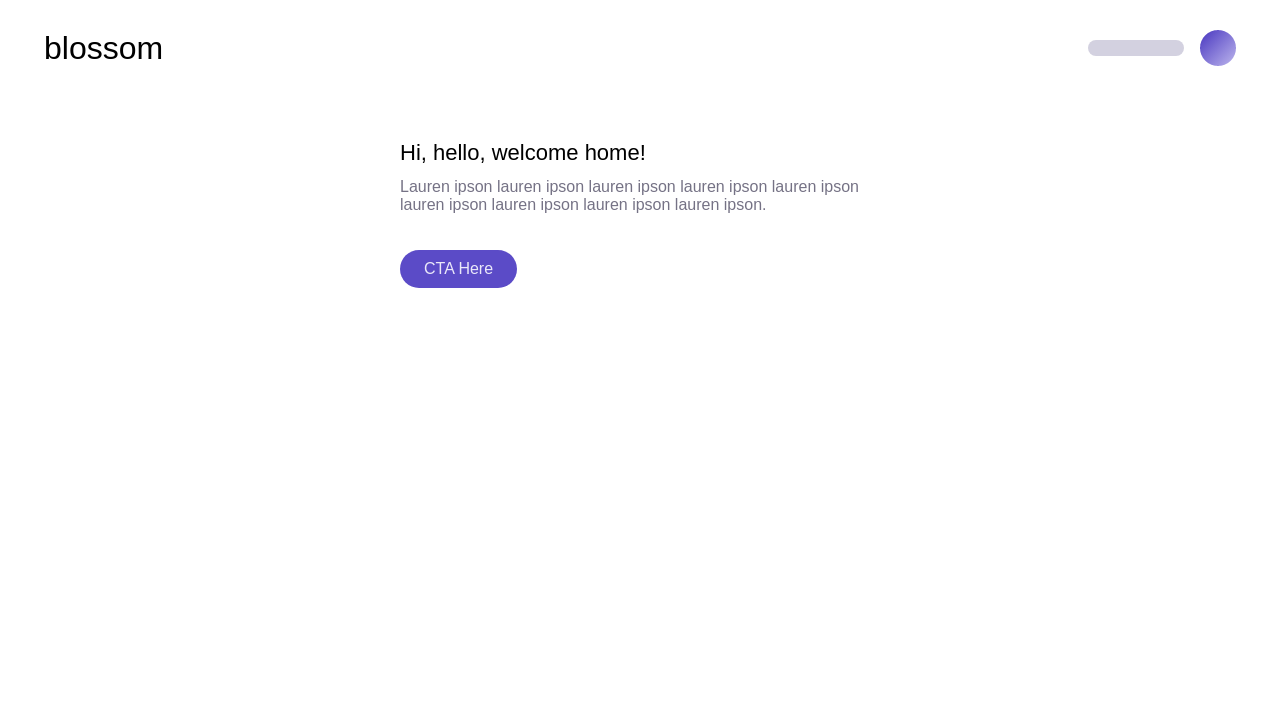 blossom
Hi, hello, welcome home!
Lauren ipson lauren ipson lauren ipson lauren ipson lauren ipson
lauren ipson lauren ipson lauren ipson lauren ipson.
CTA Here